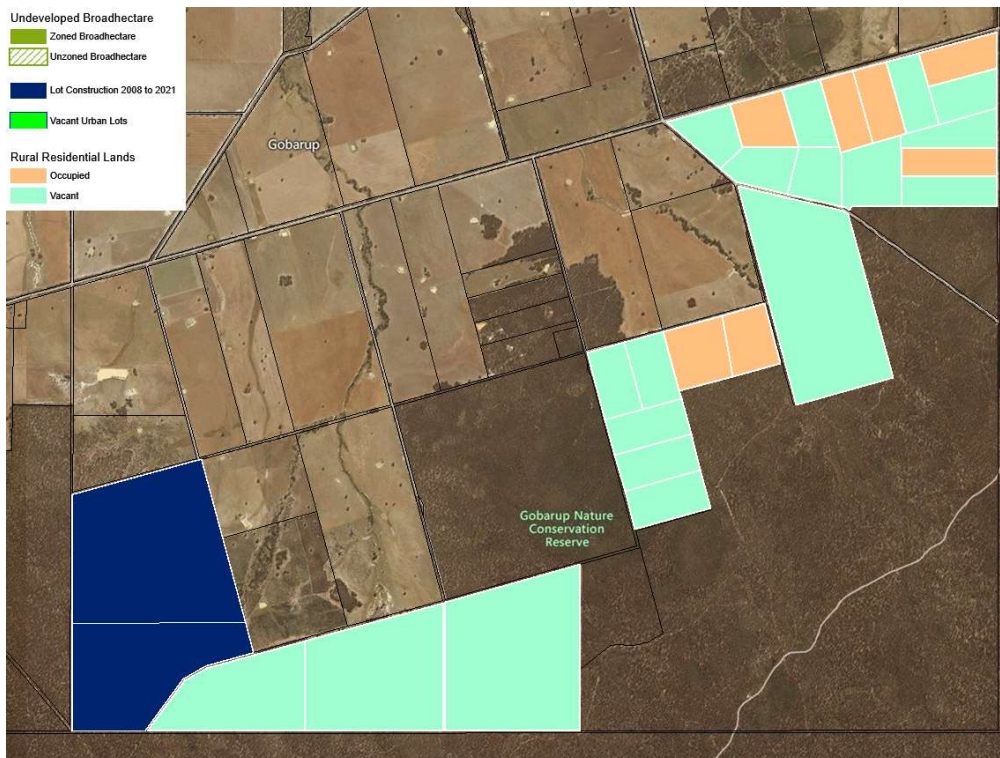 Undeveloped Broadhectare
Zoned Broadhectare
Unzoned Broadhectare
Lot Construction 2008 to 2021
Vacant Urban Lots
Rural Residential Lands
Occupied
Vacant
Gobarup
Gobarup Nature
Conservation
Reserve